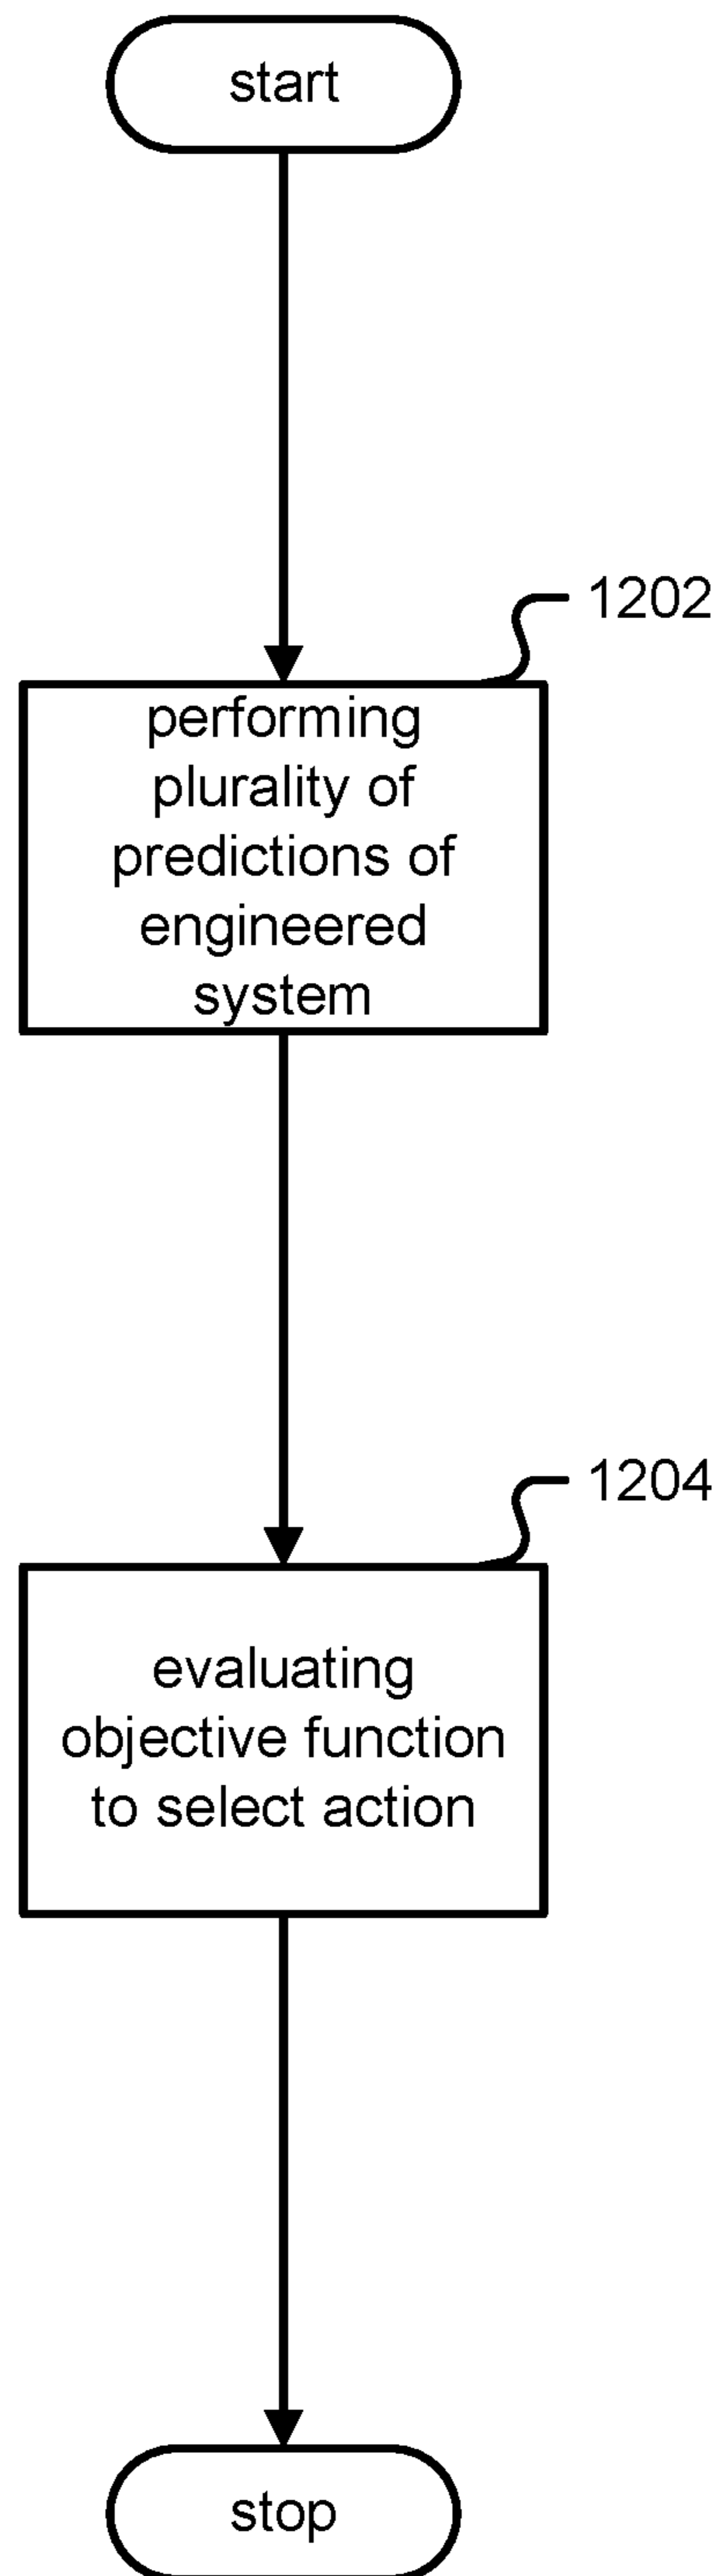 start
1202
performing
plurality of
predictions of
engineered
system
1204
evaluating
objective function
to select action
stop